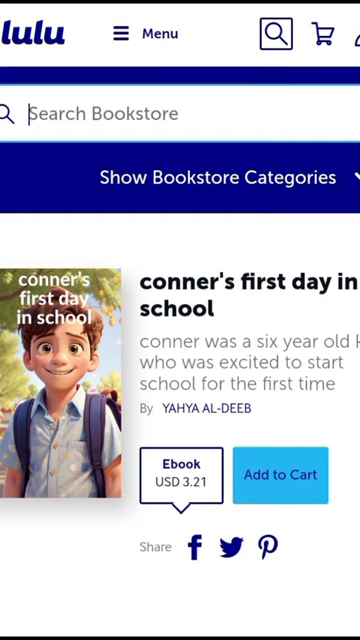 lulu
Menu
Search Bookstore
Show Bookstore Categories
conner's
first day
in school
conner's first day in
school
conner was a six year old k
who was excited to start
school for the first time
By YAHYA AL-DEEB
Ebook
USD 3.21
Add to Cart
Share